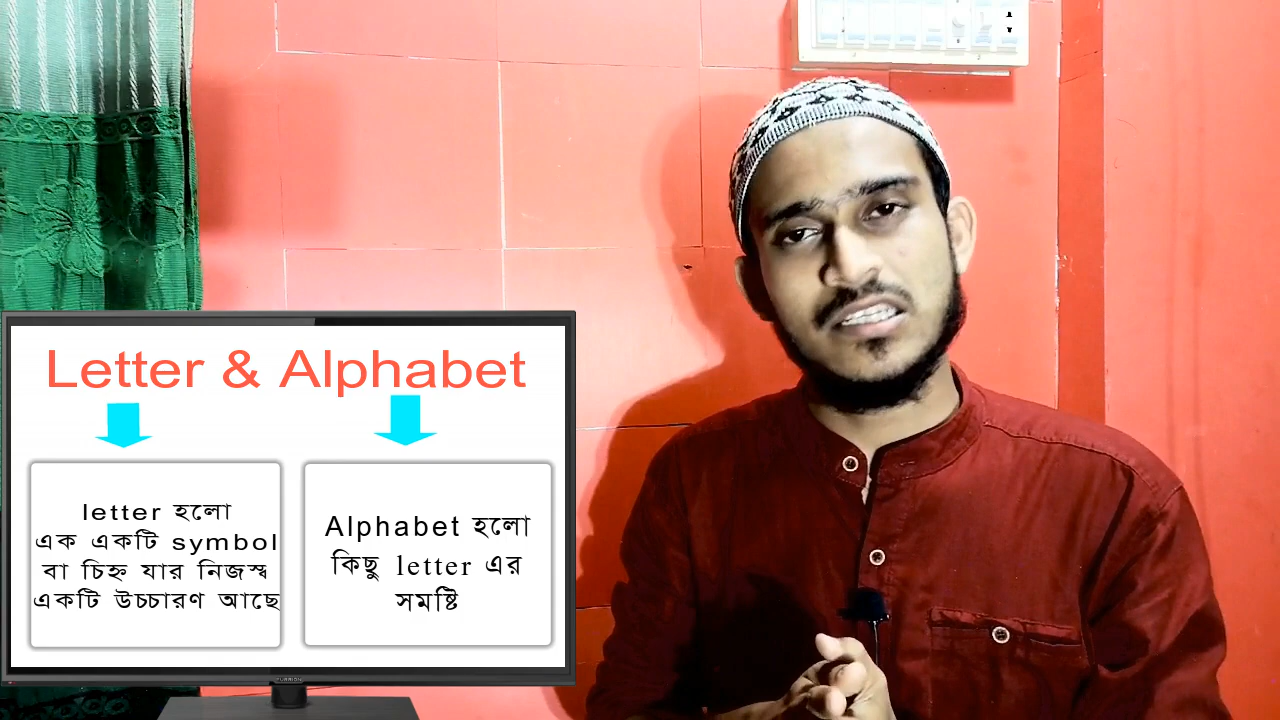 Letter & Alphabet
letter হলো
এক একটি symbol
বা চিহ্ন যার নিজস্ব
একটি উচ্চারণ আছে
Alphabet হলো
কিছু letter এর
সমষ্টি